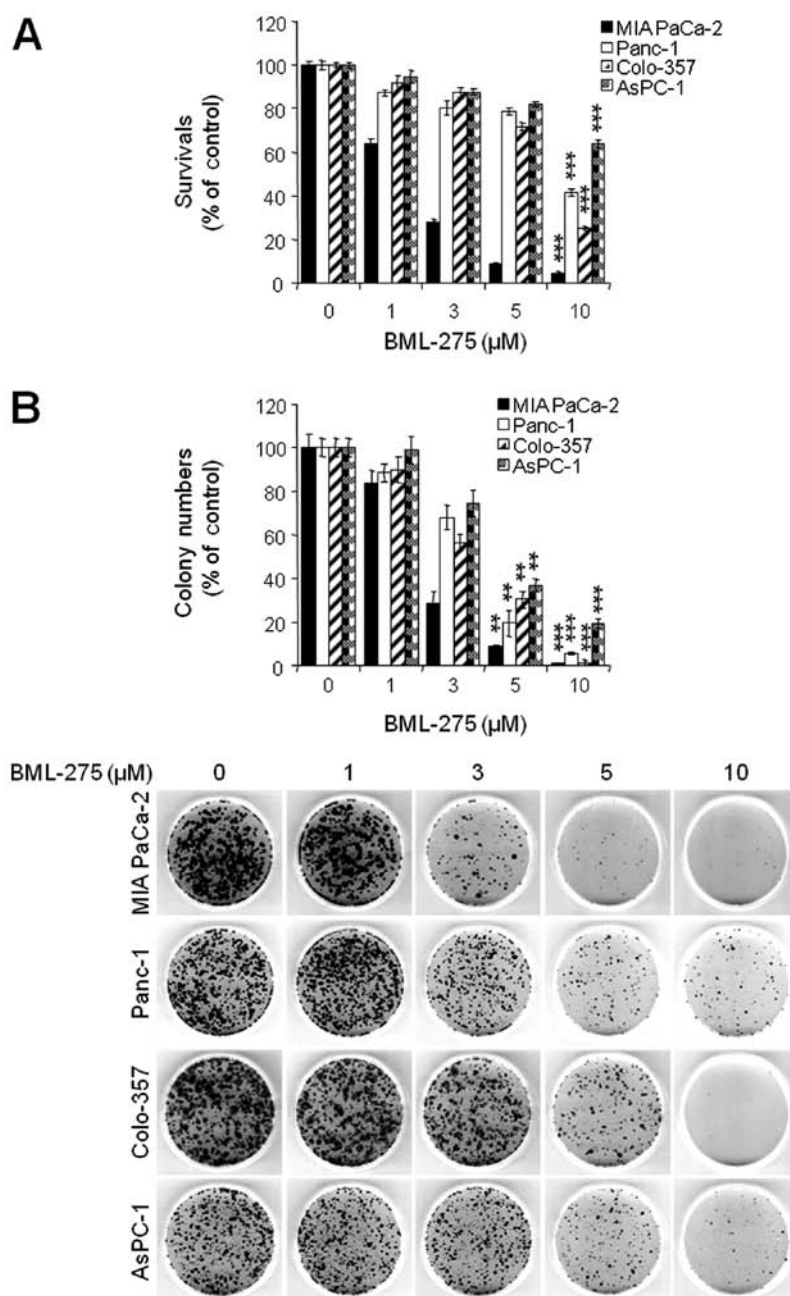 A
Survivals
(% of control)
120
100
80
60
40
20
0
MIA PaCa-2
Panc-1
Colo-357
AsPC-1
***
***
***
***
0 1 3 5 10
BML-275 (µM)
B
Colony numbers
(% of control)
120
100
80
60
40
20
0
MIA PaCa-2
Panc-1
Colo-357
AsPC-1
**
**
**
**
***
***
***
***
0 1 3 5 10
BML-275 (µM)
BML-275 (µM) 0 1 3 5 10
MIA PaCa-2
Panc-1
Colo-357
AsPC-1